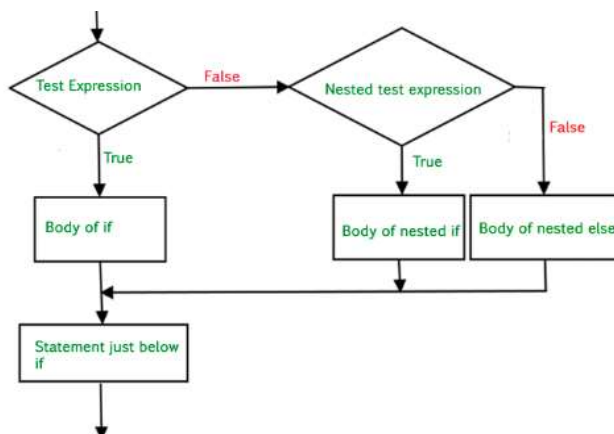 Test Expression
False
Nested test expression
False
True
True
Body of if
Body of nested if
Body of nested else
Statement just below
if